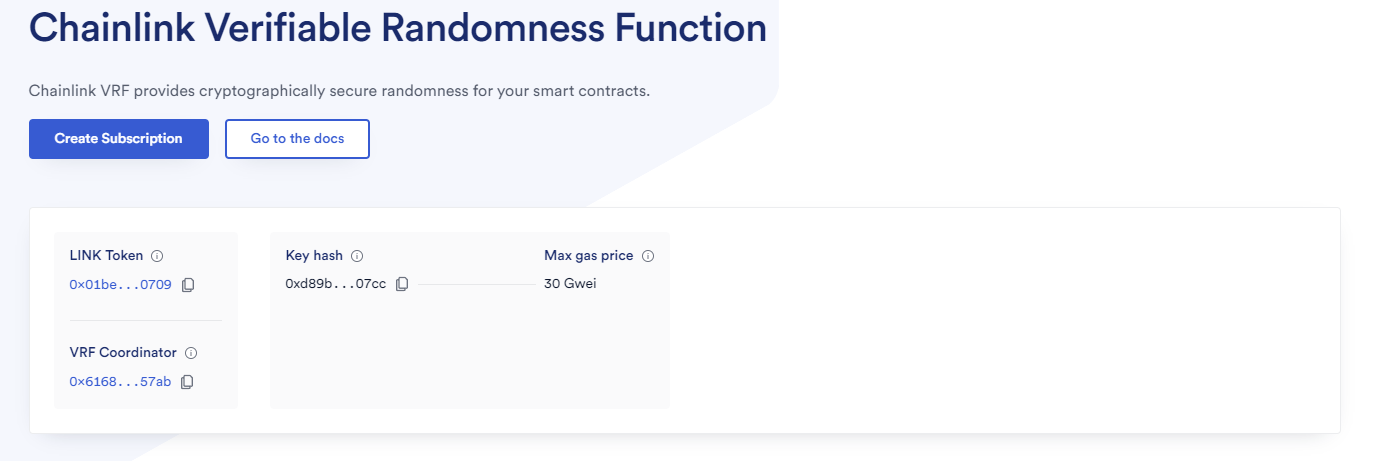 Chainlink Verifiable Randomness Function
Chainlink VRF provides cryptographically secure randomness for your smart contracts.
Create Subscription
Go to the docs
LINK Token
0x01be...0709
VRF Coordinator
0x6168...57ab
Key hash
Max gas price
0xd89b...07cc
30 Gwei